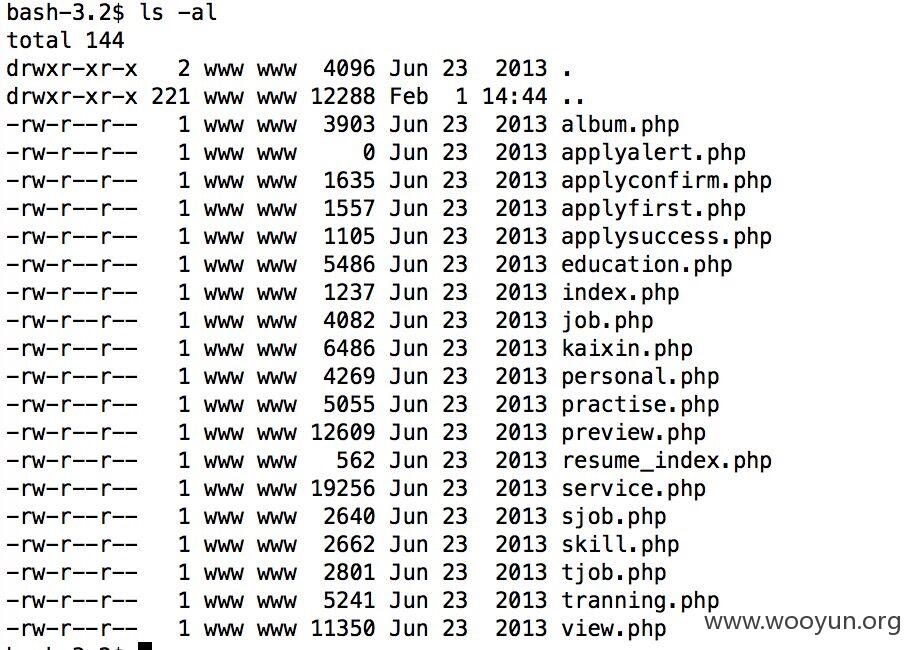 bash-3.2$ ls -al
total 144
drwxr-xr-x   2 www www  4096 Jun 23  2013 .
drwxr-xr-x 221 www www 12288 Feb  1 14:44 ..
-rw-r--r--   1 www www  3903 Jun 23  2013 album.php
-rw-r--r--   1 www www     0 Jun 23  2013 applyalert.php
-rw-r--r--   1 www www  1635 Jun 23  2013 applyconfirm.php
-rw-r--r--   1 www www  1557 Jun 23  2013 applyfirst.php
-rw-r--r--   1 www www  1105 Jun 23  2013 applysuccess.php
-rw-r--r--   1 www www  5486 Jun 23  2013 education.php
-rw-r--r--   1 www www  1237 Jun 23  2013 index.php
-rw-r--r--   1 www www  4082 Jun 23  2013 job.php
-rw-r--r--   1 www www  6486 Jun 23  2013 kaixin.php
-rw-r--r--   1 www www  4269 Jun 23  2013 personal.php
-rw-r--r--   1 www www  5055 Jun 23  2013 practise.php
-rw-r--r--   1 www www 12609 Jun 23  2013 preview.php
-rw-r--r--   1 www www   562 Jun 23  2013 resume_index.php
-rw-r--r--   1 www www 19256 Jun 23  2013 service.php
-rw-r--r--   1 www www  2640 Jun 23  2013 sjob.php
-rw-r--r--   1 www www  2662 Jun 23  2013 skill.php
-rw-r--r--   1 www www  2801 Jun 23  2013 tjob.php
-rw-r--r--   1 www www  5241 Jun 23  2013 tranning.php
-rw-r--r--   1 www www 11350 Jun 23  2013 view.php
www.wooyun.org
bash-3.2$